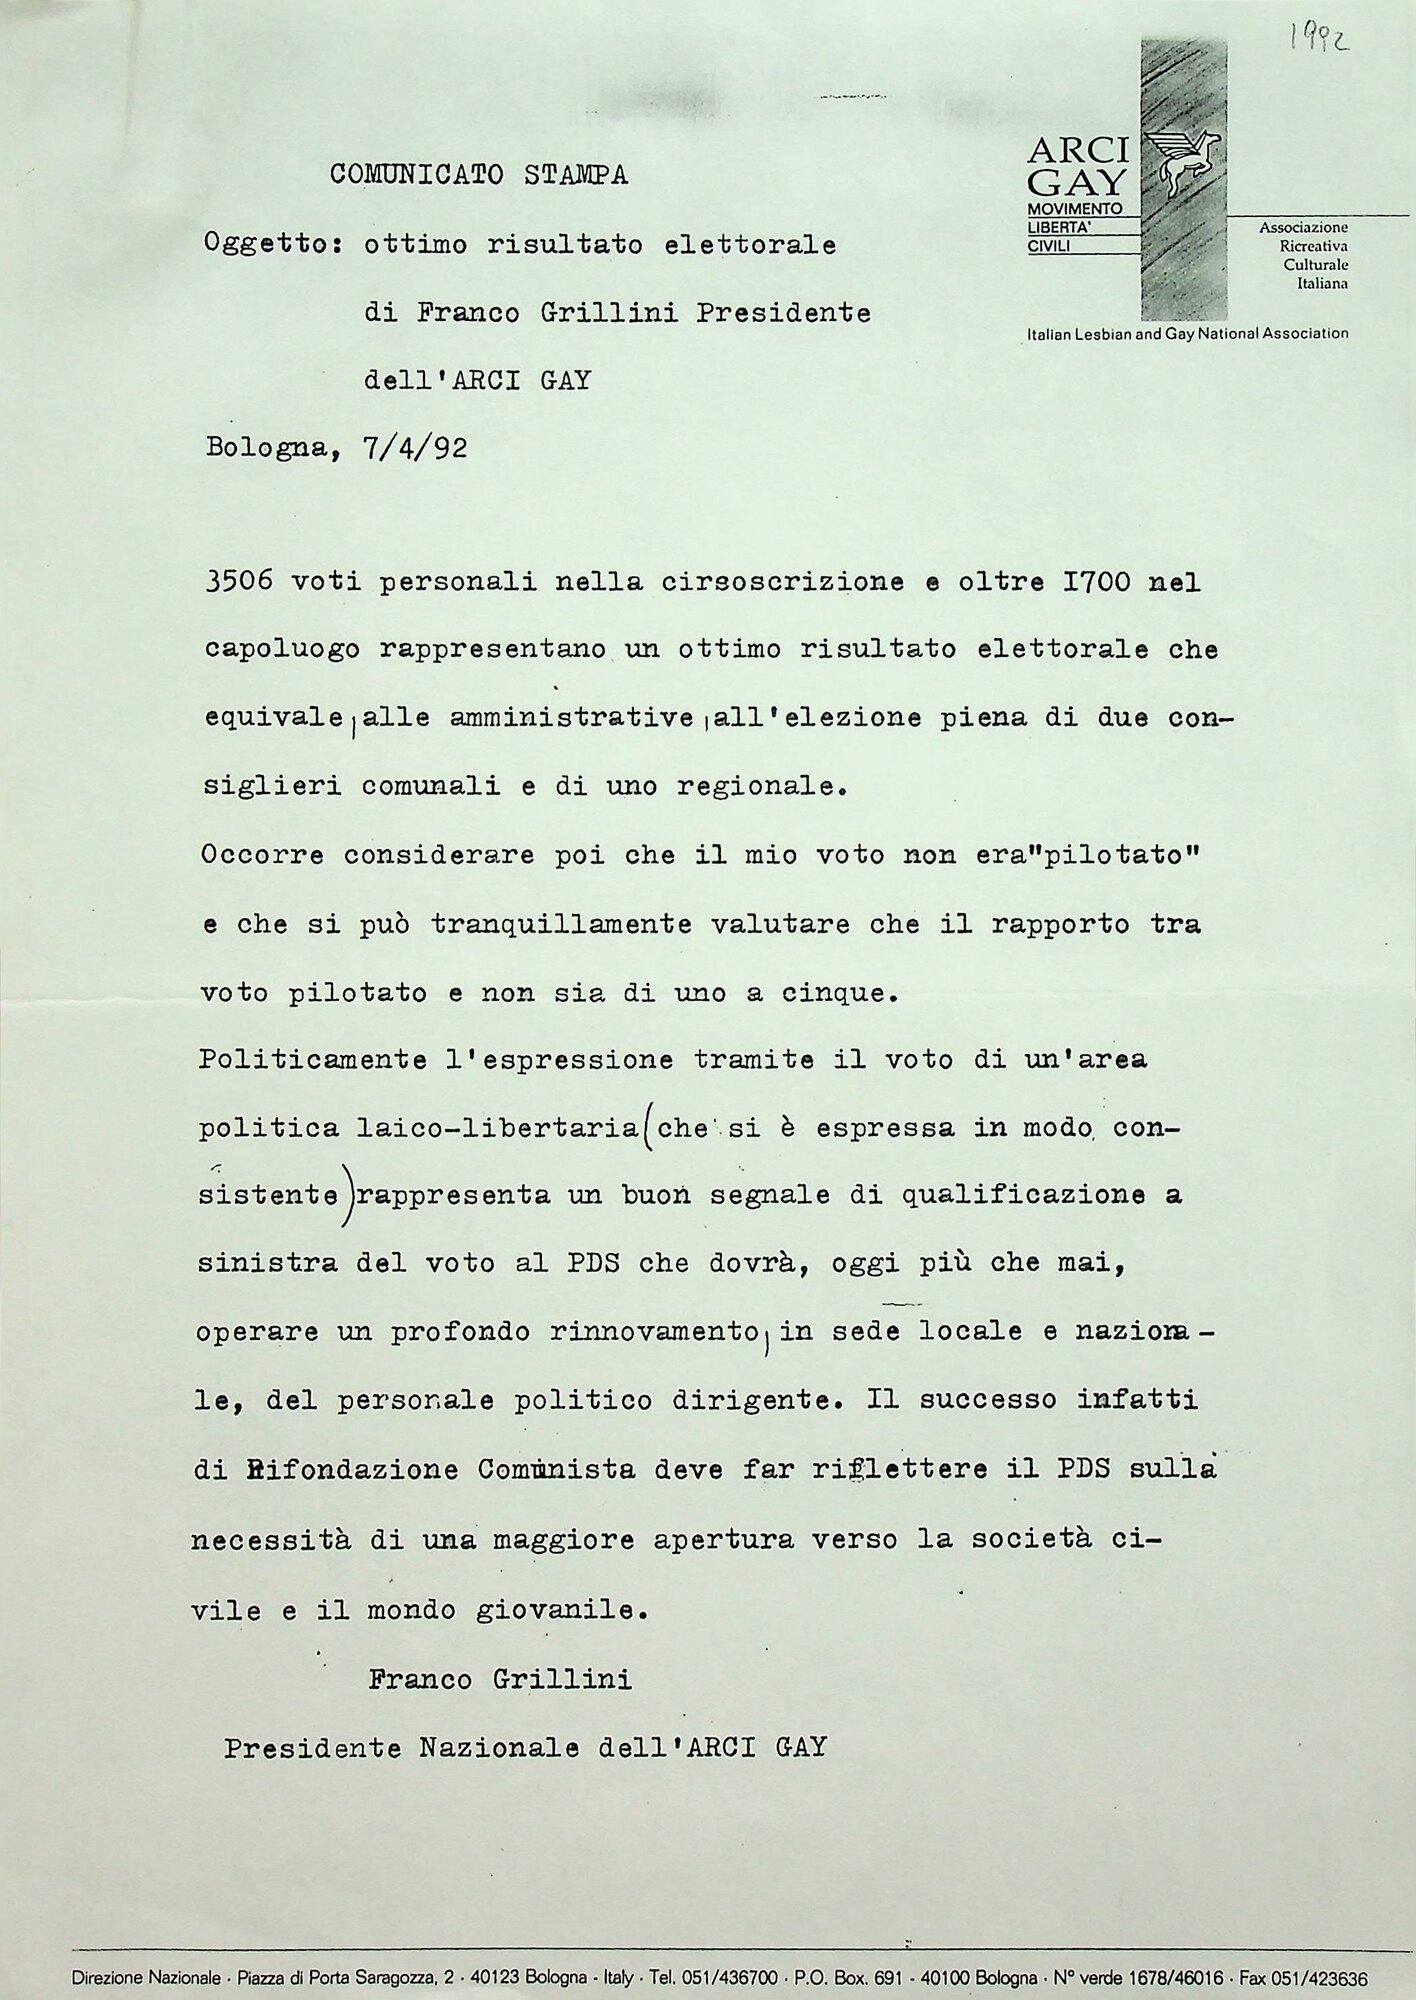 1992
ARCI
GAY
MOVIMENTO
LIBERTA'
CIVILI
Associazione
Ricreativa
Culturale
Italiana
Italian Lesbian and Gay National Association
COMUNICATO STAMPA
Oggetto: ottimo risultato elettorale
di Franco Grillini Presidente
dell'ARCI GAY
Bologna, 7/4/92
3506 voti personali nella cirsoscrizione e oltre I700 nel
capoluogo rappresentano un ottimo risultato elettorale che
equivale, alle amministrative, all'elezione piena di due con-
siglieri comunali e di uno regionale.
Occorre considerare poi che il mio voto non era"pilotato"
e che si può tranquillamente valutare che il rapporto tra
voto pilotato e non sia di uno a cinque.
Politicamente l'espressione tramite il voto di un'area
politica laico-libertaria(che si è espressa in modo con-
sistente)rappresenta un buon segnale di qualificazione a
sinistra del voto al PDS che dovrà, oggi più che mai,
operare un profondo rinnovamento, in sede locale e naziona-
le, del personale politico dirigente. Il successo infatti
di Rifondazione Comunista deve far riflettere il PDS sulla
necessità di una maggiore apertura verso la società ci-
vile e il mondo giovanile.
Franco Grillini
Presidente Nazionale dell'ARCI GAY
Direzione Nazionale · Piazza di Porta Saragozza, 2 · 40123 Bologna - Italy · Tel. 051/436700 · P.O. Box. 691 - 40100 Bologna · N° verde 1678/46016 · Fax 051/423636